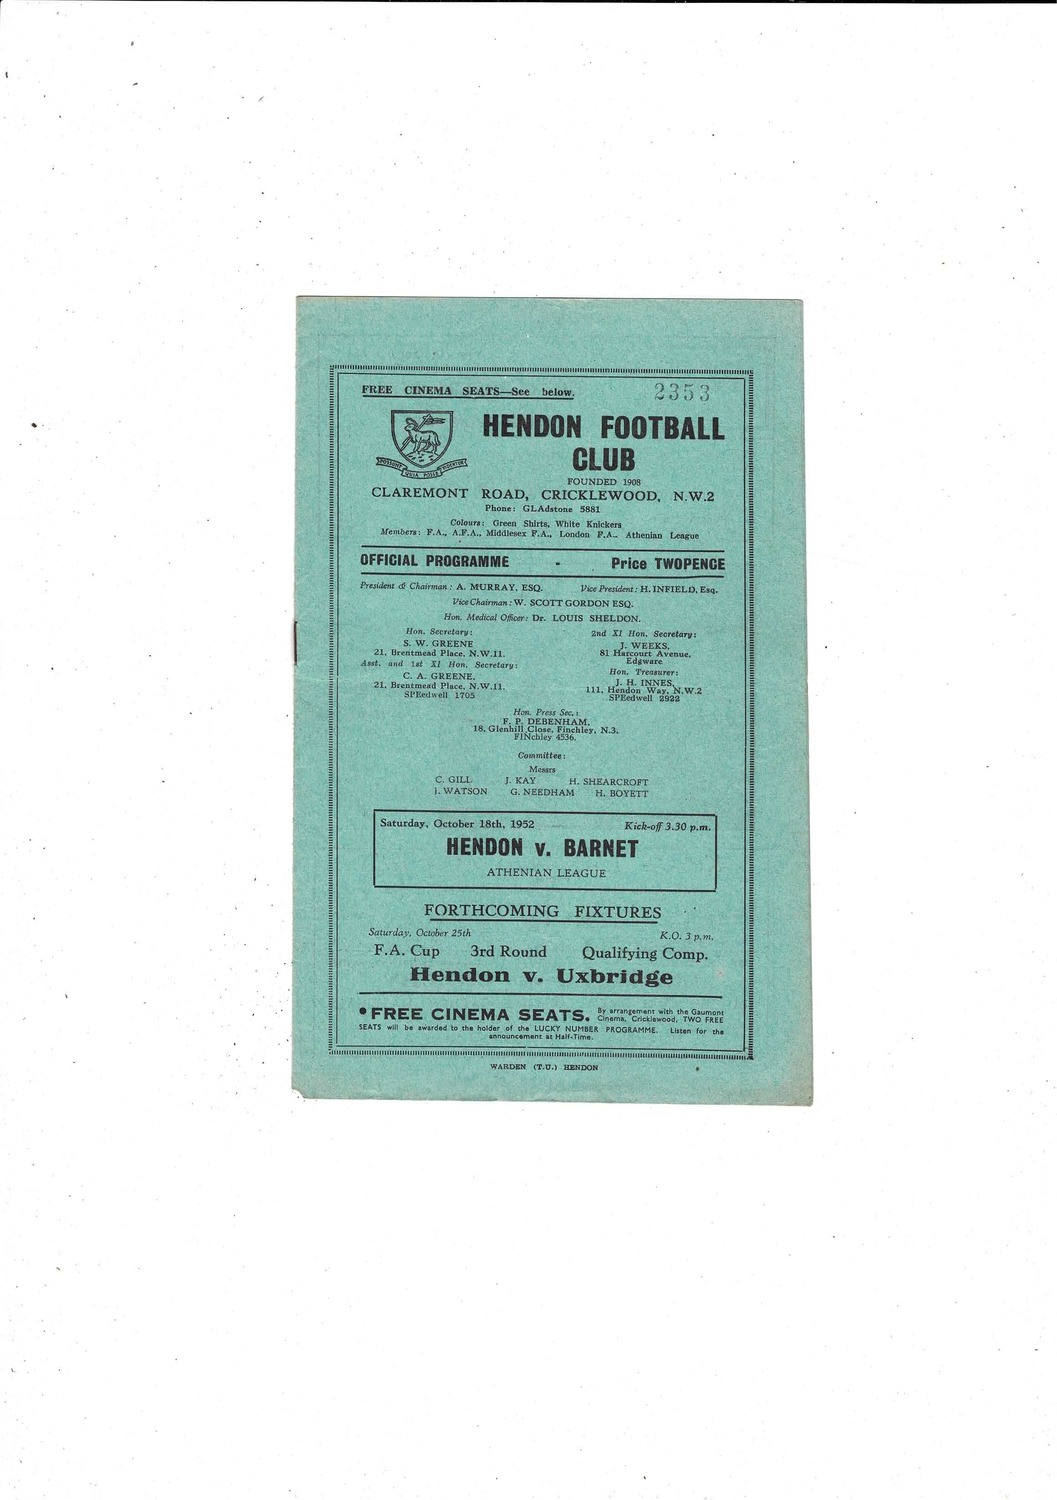 FREE CINEMA SEATS—See below.
2353
HENDON FOOTBALL
CLUB
POSSUNT QUIA POSSE VIDENTUR
FOUNDED 1908
CLAREMONT ROAD, CRICKLEWOOD, N.W.2
Phone: GLAdstone 5881
Colours: Green Shirts, White Knickers
Members: F.A., A.F.A., Middlesex F.A., London F.A., Athenian League
OFFICIAL PROGRAMME - Price TWOPENCE
President & Chairman: A. MURRAY, ESQ. Vice President: H. INFIELD, Esq.
Vice Chairman: W. SCOTT GORDON ESQ.
Hon. Medical Officer: Dr. LOUIS SHELDON.
Hon. Secretary:
S. W. GREENE
21, Brentmead Place, N.W.11.
Asst. and 1st XI Hon. Secretary:
C. A. GREENE,
21, Brentmead Place, N.W.11.
SPEedwell 1705
2nd XI Hon. Secretary:
J. WEEKS,
81 Harcourt Avenue,
Edgware
Hon. Treasurer:
J. H. INNES,
111, Hendon Way, N.W.2
SPEedwell 2922
Hon. Press Sec.:
F. P. DEBENHAM,
18, Glenhill Close, Finchley, N.3.
FINchley 4536.
Committee:
Messrs
C. GILL J. KAY H. SHEARCROFT
J. WATSON G. NEEDHAM H. BOYETT
Saturday, October 18th, 1952 Kick-off 3.30 p.m.
HENDON v. BARNET
ATHENIAN LEAGUE
FORTHCOMING FIXTURES
Saturday, October 25th K.O. 3 p.m.
F.A. Cup 3rd Round Qualifying Comp.
Hendon v. Uxbridge
• FREE CINEMA SEATS. By arrangement with the Gaumont
Cinema, Cricklewood, TWO FREE
SEATS will be awarded to the holder of the LUCKY NUMBER PROGRAMME. Listen for the
announcement at Half-Time.
WARDEN (T.U.) HENDON